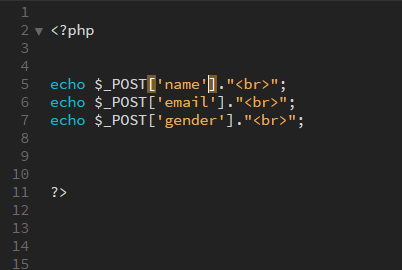 1
2 <?php
3
4
5 echo $_POST['name']."<br>";
6 echo $_POST['email']."<br>";
7 echo $_POST['gender']."<br>";
8
9
10
11 ?>
12
13
14
15